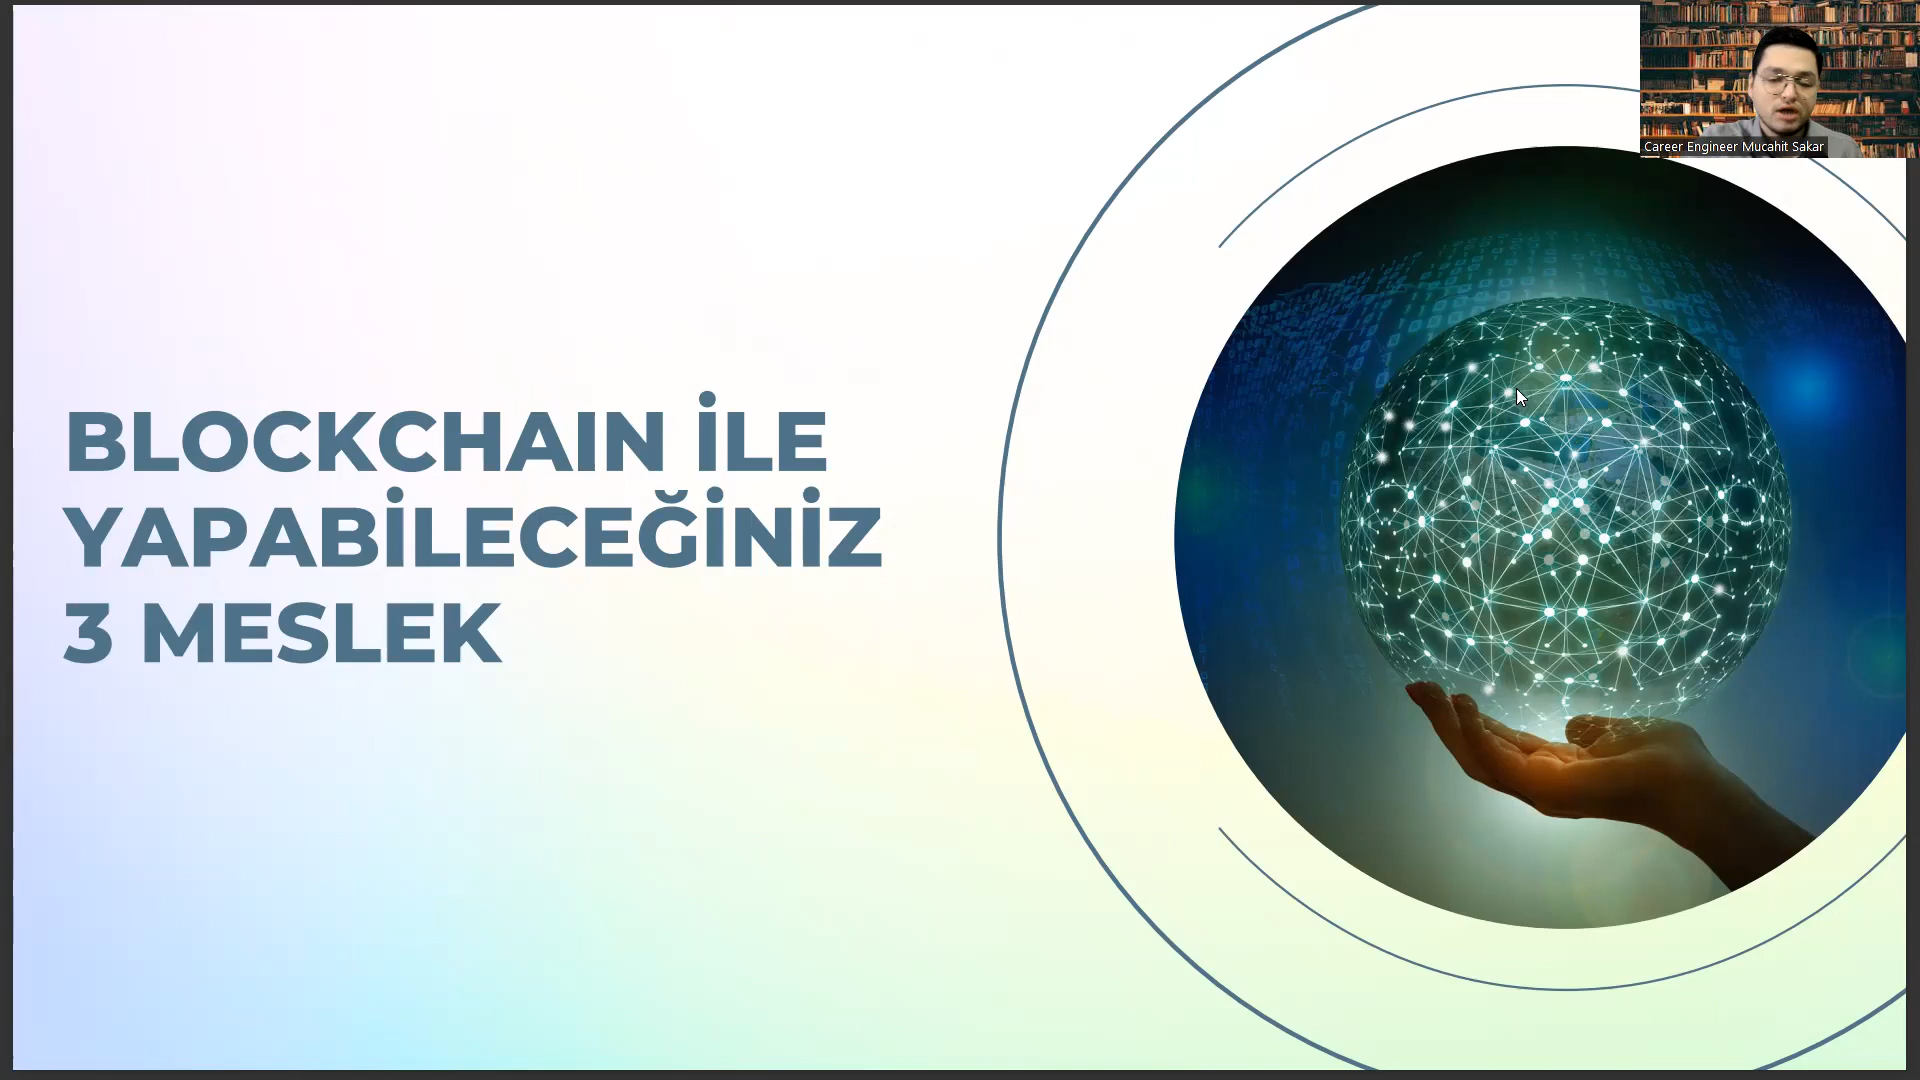 Career Engineer Mucahit Sakar
BLOCKCHAIN İLE
YAPABİLECEĞİNİZ
3 MESLEK